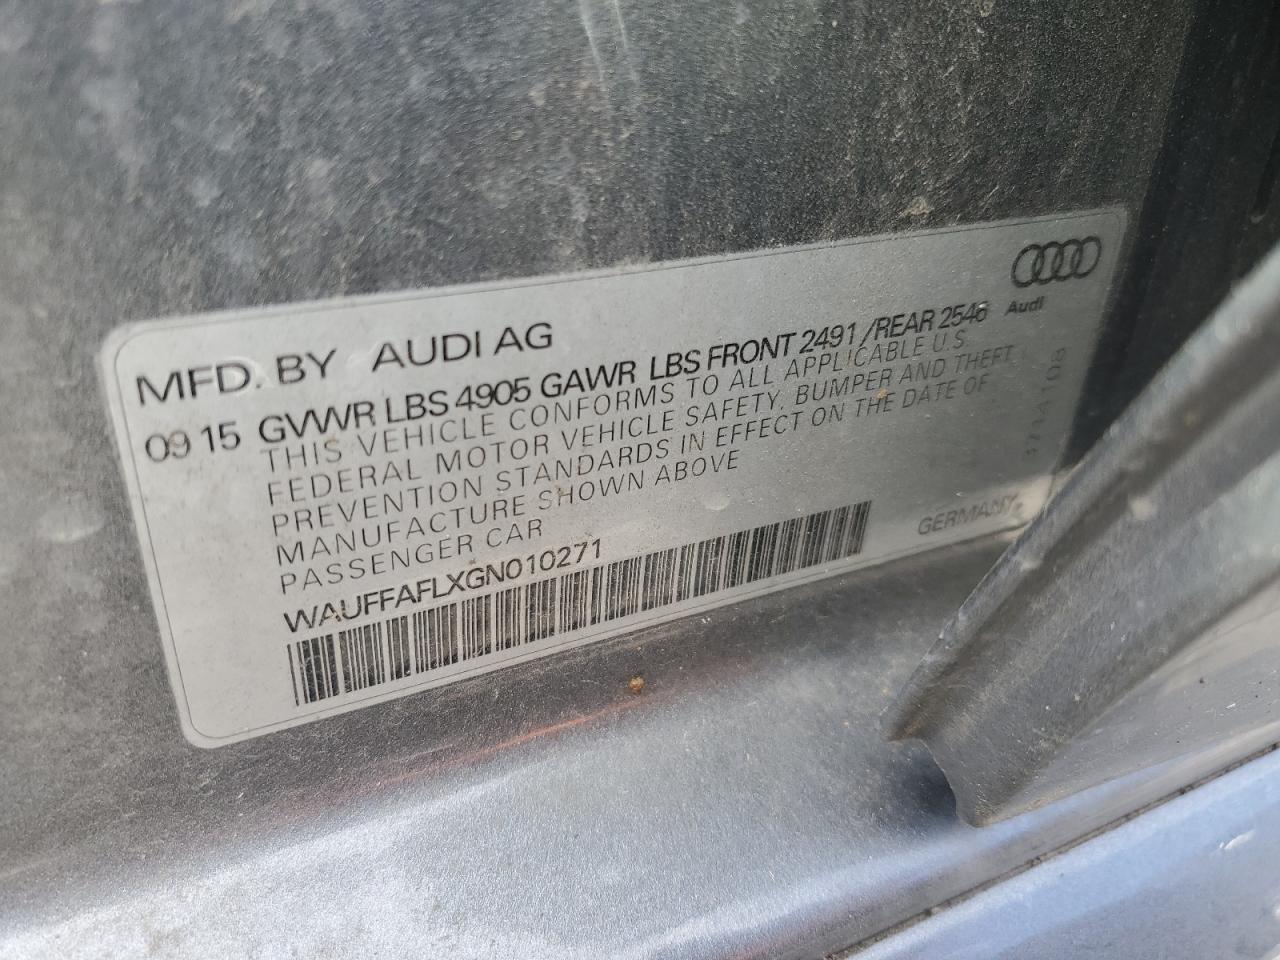 Audi
MFD. BY AUDI AG
09 15 GVWR LBS 4905 GAWR LBS FRONT 2491 /REAR 2546
THIS VEHICLE CONFORMS TO ALL APPLICABLE U.S.
FEDERAL MOTOR VEHICLE SAFETY, BUMPER AND THEFT
PREVENTION STANDARDS IN EFFECT ON THE DATE OF
MANUFACTURE SHOWN ABOVE
PASSENGER CAR
WAUFFAFLXGN010271
GERMANY